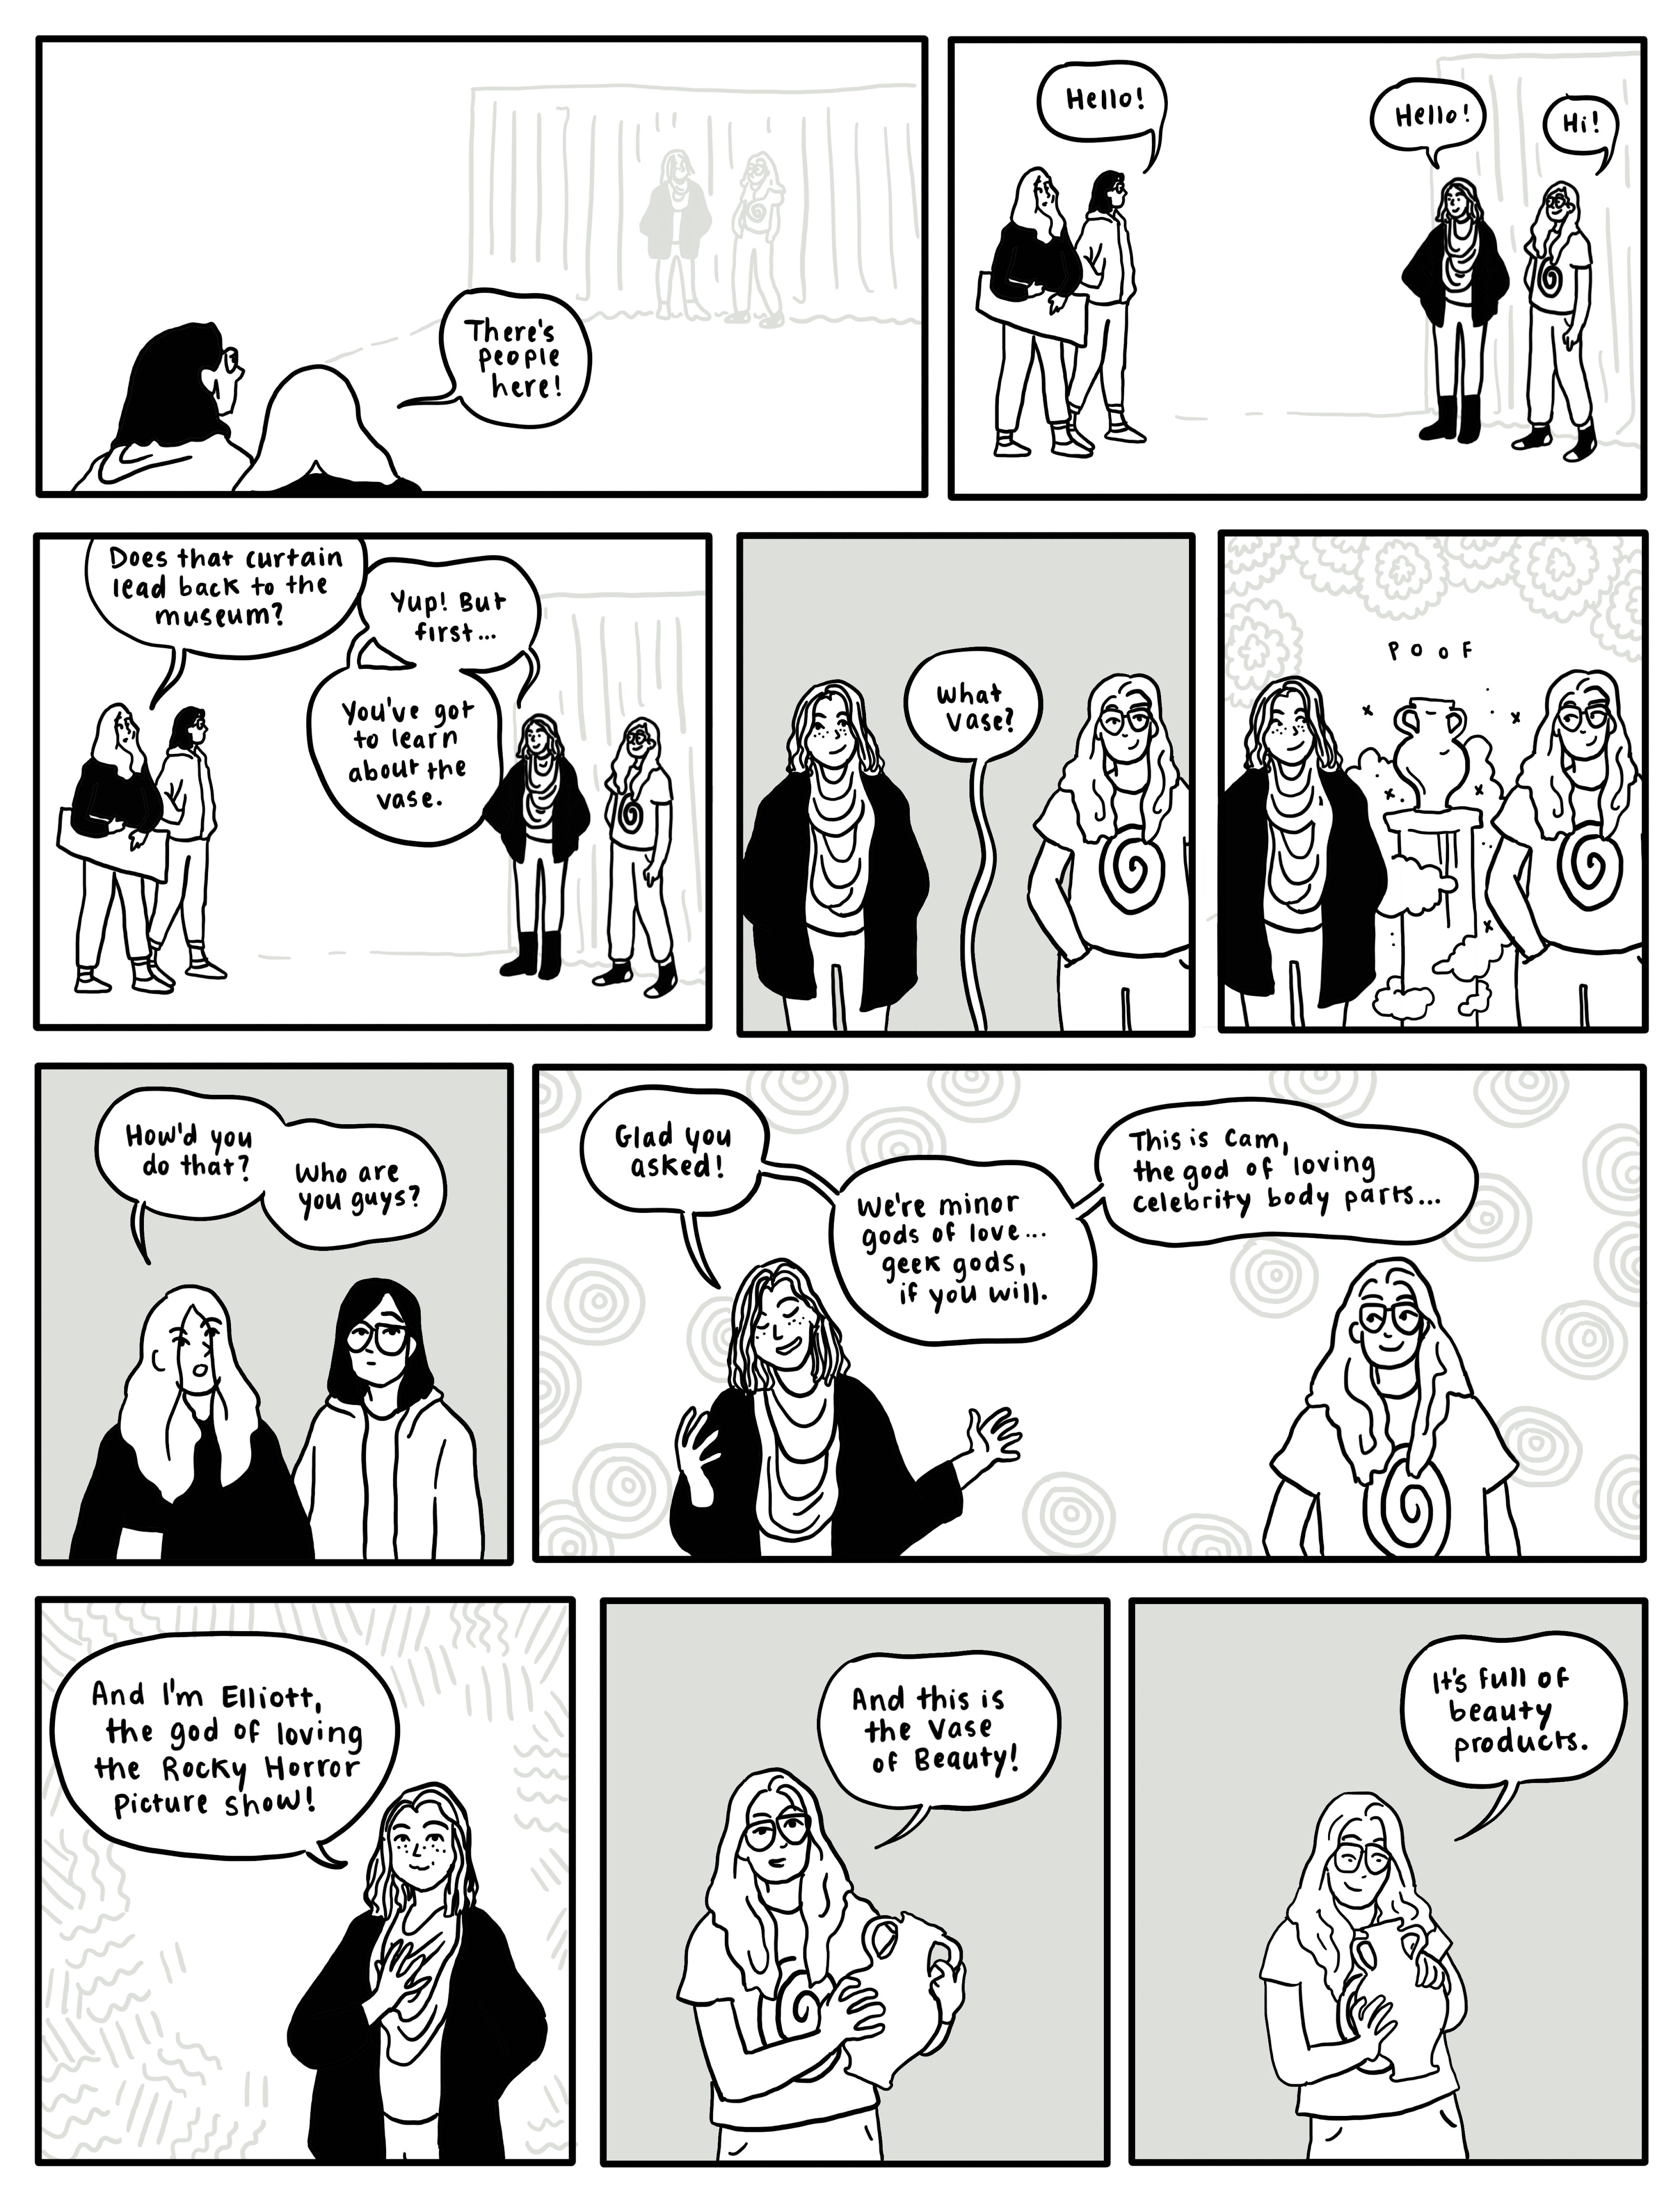 There's
people
here!
Hello!
Hello!
Hi!
Does that curtain
lead back to the
museum?
Yup! But
first...
You've got
to learn
about the
vase.
What
vase?
POOF
How'd you
do that?
Who are
you guys?
Glad you
asked!
We're minor
gods of love...
geek gods,
if you will.
This is Cam,
the god of loving
celebrity body parts...
And I'm Elliott,
the god of loving
the Rocky Horror
Picture Show!
And this is
the Vase
of Beauty!
It's full of
beauty
products.